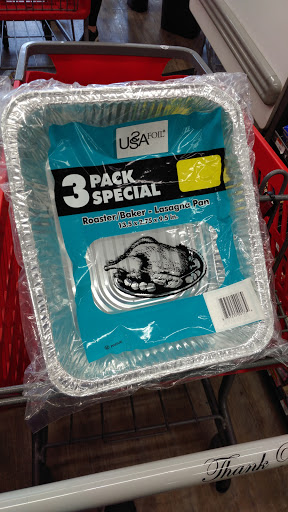 USA FOIL
3 PACK
SPECIAL
Roaster/Baker - Lasagna Pan
Thank